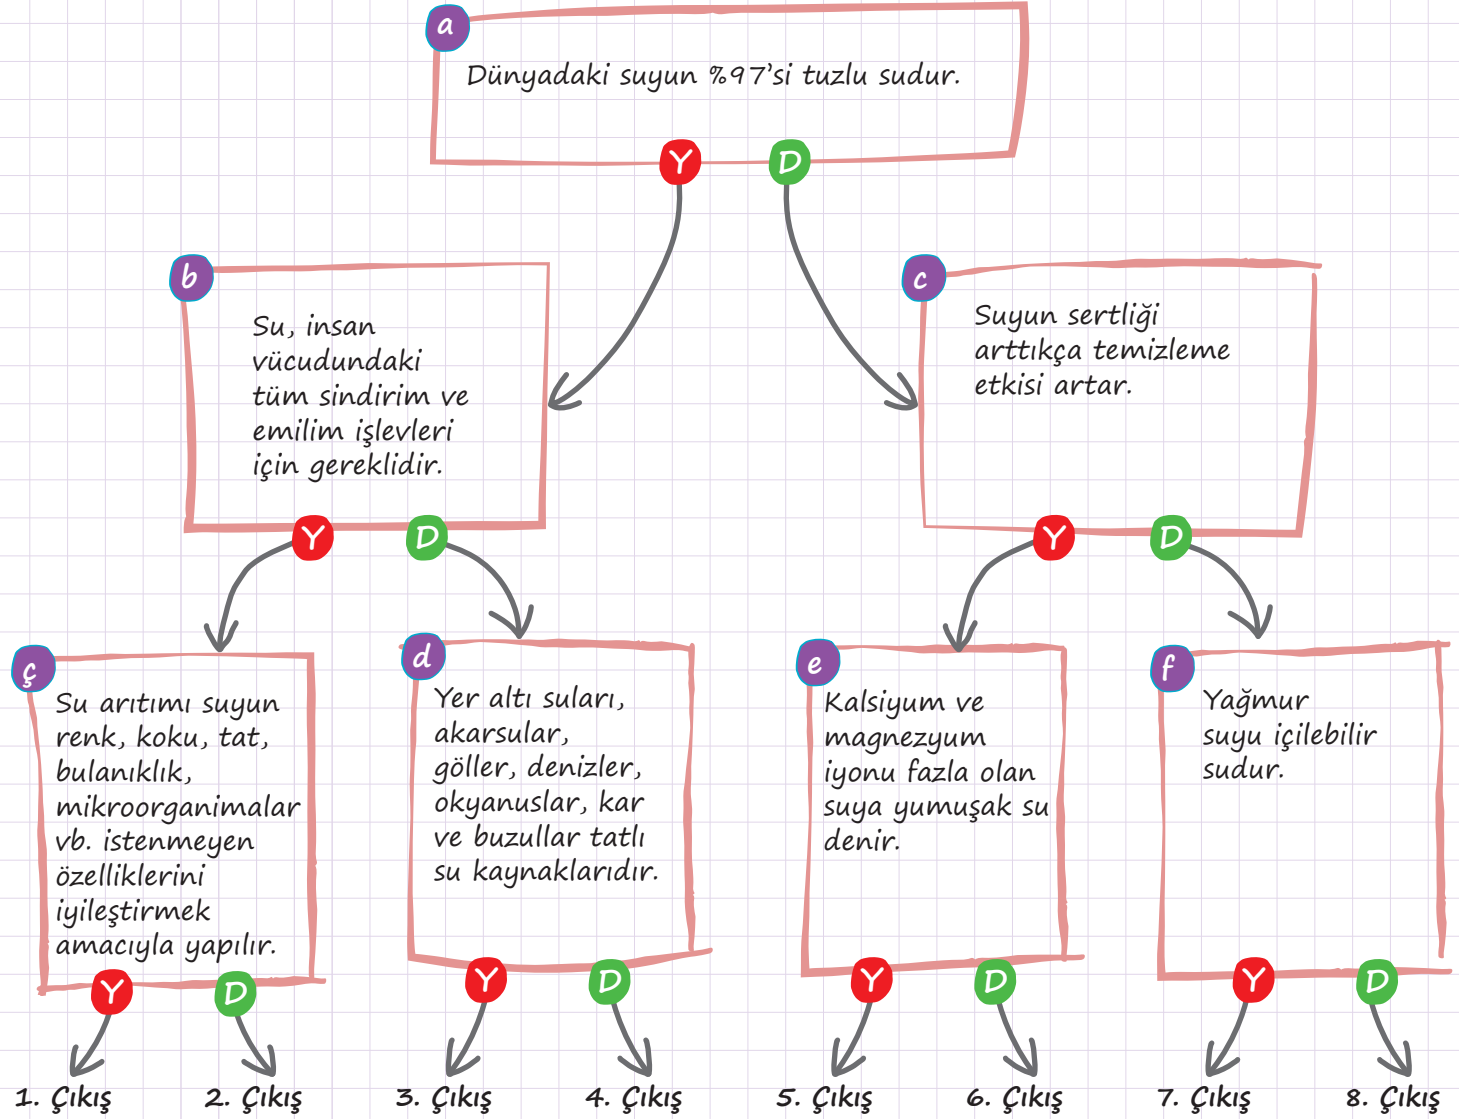 a
Dünyadaki suyun %97’si tuzlu sudur.
Y
D
b
Su, insan
vücudundaki
tüm sindirim ve
emilim işlevleri
için gereklidir.
Y
D
c
Suyun sertliği
arttıkça temizleme
etkisi artar.
Y
D
ç
Su arıtımı suyun
renk, koku, tat,
bulanıklık,
mikroorganimalar
vb. istenmeyen
özelliklerini
iyileştirmek
amacıyla yapılır.
Y
D
d
Yer altı suları,
akarsular,
göller, denizler,
okyanuslar, kar
ve buzullar tatlı
su kaynaklarıdır.
Y
D
e
Kalsiyum ve
magnezyum
iyonu fazla olan
suya yumuşak su
denir.
Y
D
f
Yağmur
suyu içilebilir
sudur.
Y
D
1. Çıkış
2. Çıkış
3. Çıkış
4. Çıkış
5. Çıkış
6. Çıkış
7. Çıkış
8. Çıkış